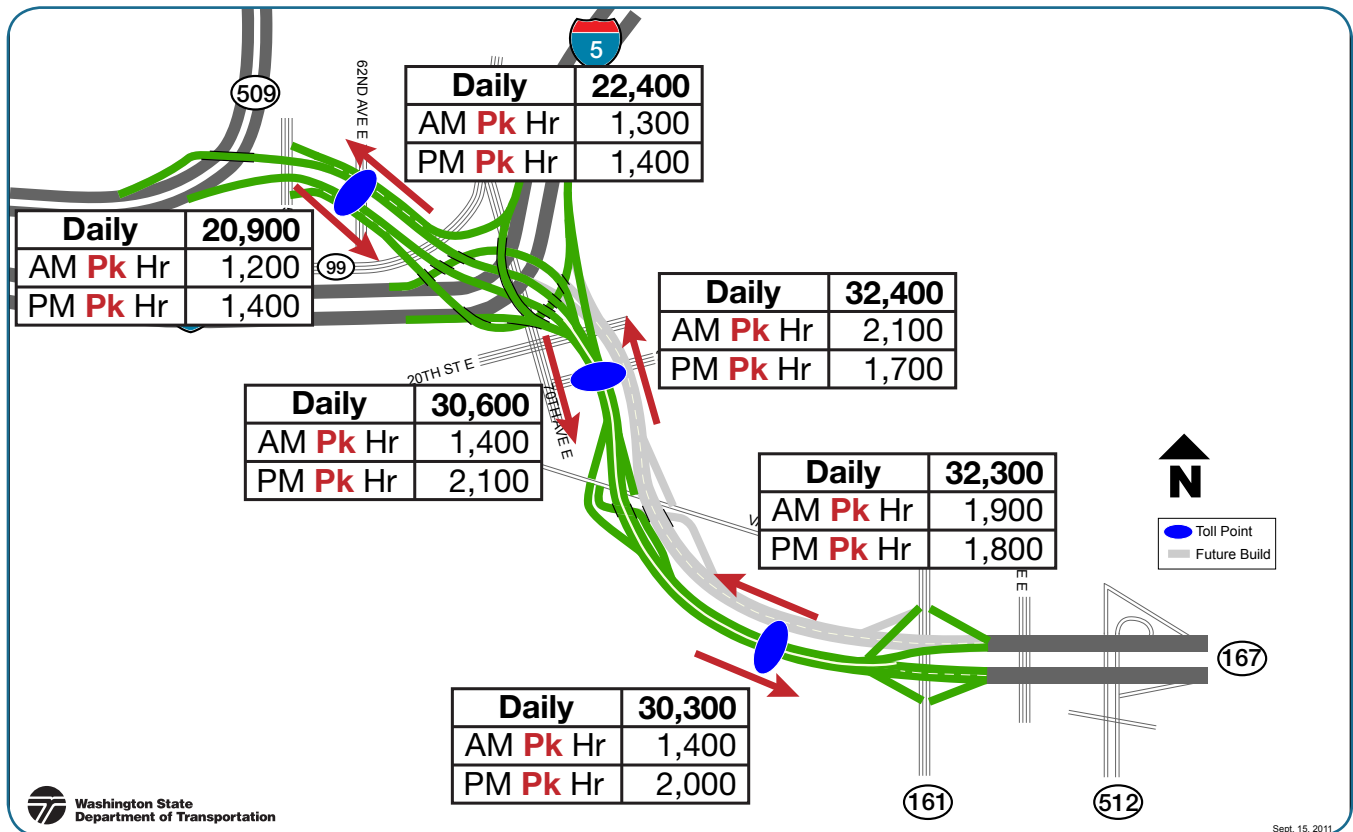 5
509
62ND AVE E
Daily 22,400
AM Pk Hr 1,300
PM Pk Hr 1,400
Daily 20,900
AM Pk Hr 1,200
PM Pk Hr 1,400
99
Daily 32,400
AM Pk Hr 2,100
PM Pk Hr 1,700
20TH ST E
70TH AVE E
Daily 30,600
AM Pk Hr 1,400
PM Pk Hr 2,100
Daily 32,300
AM Pk Hr 1,900
PM Pk Hr 1,800
N
Toll Point
Future Build
E
167
Daily 30,300
AM Pk Hr 1,400
PM Pk Hr 2,000
161
512
Washington State
Department of Transportation
Sept. 15, 2011